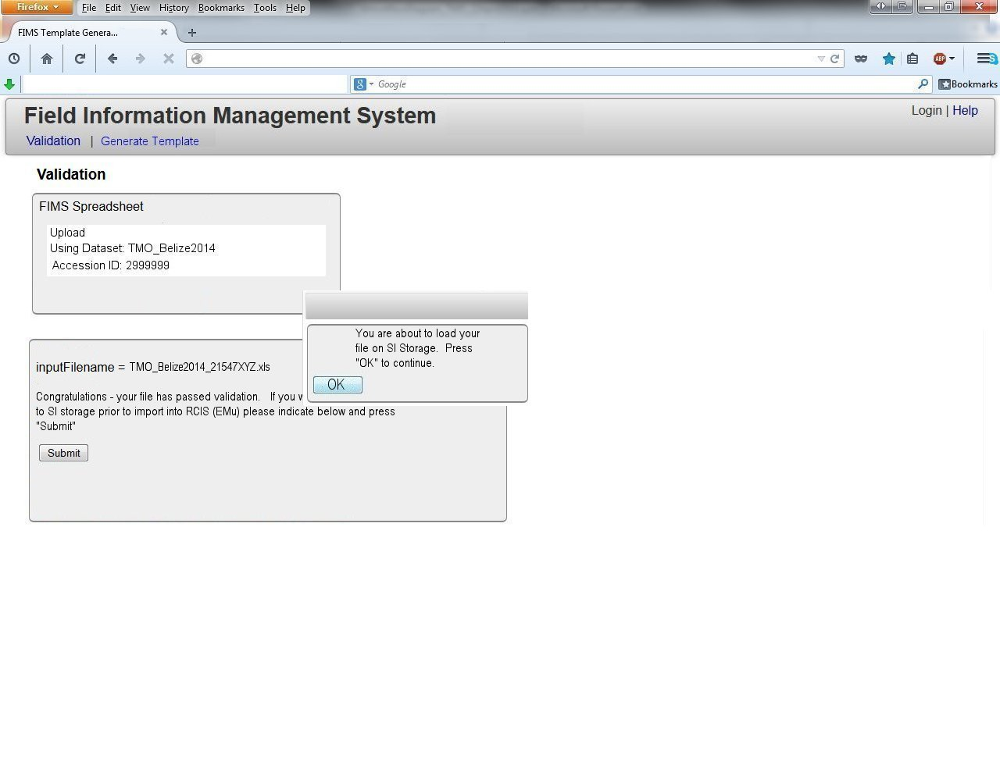 Firefox File Edit View History Bookmarks Tools Help
FIMS Template Genera...
ABP S
8 Google Bookmarks
Field Information Management System
Login | Help
Validation | Generate Template
Validation
FIMS Spreadsheet
Upload
Using Dataset: TMO_Belize2014
Accession ID: 2999999
You are about to load your
file on SI Storage. Press
"OK" to continue.
OK
inputFilename = TMO_Belize2014_21547XYZ.xls
Congratulations - your file has passed validation. If you
to SI storage prior to import into RCIS (EMu) please indicate below and press
"Submit"
Submit